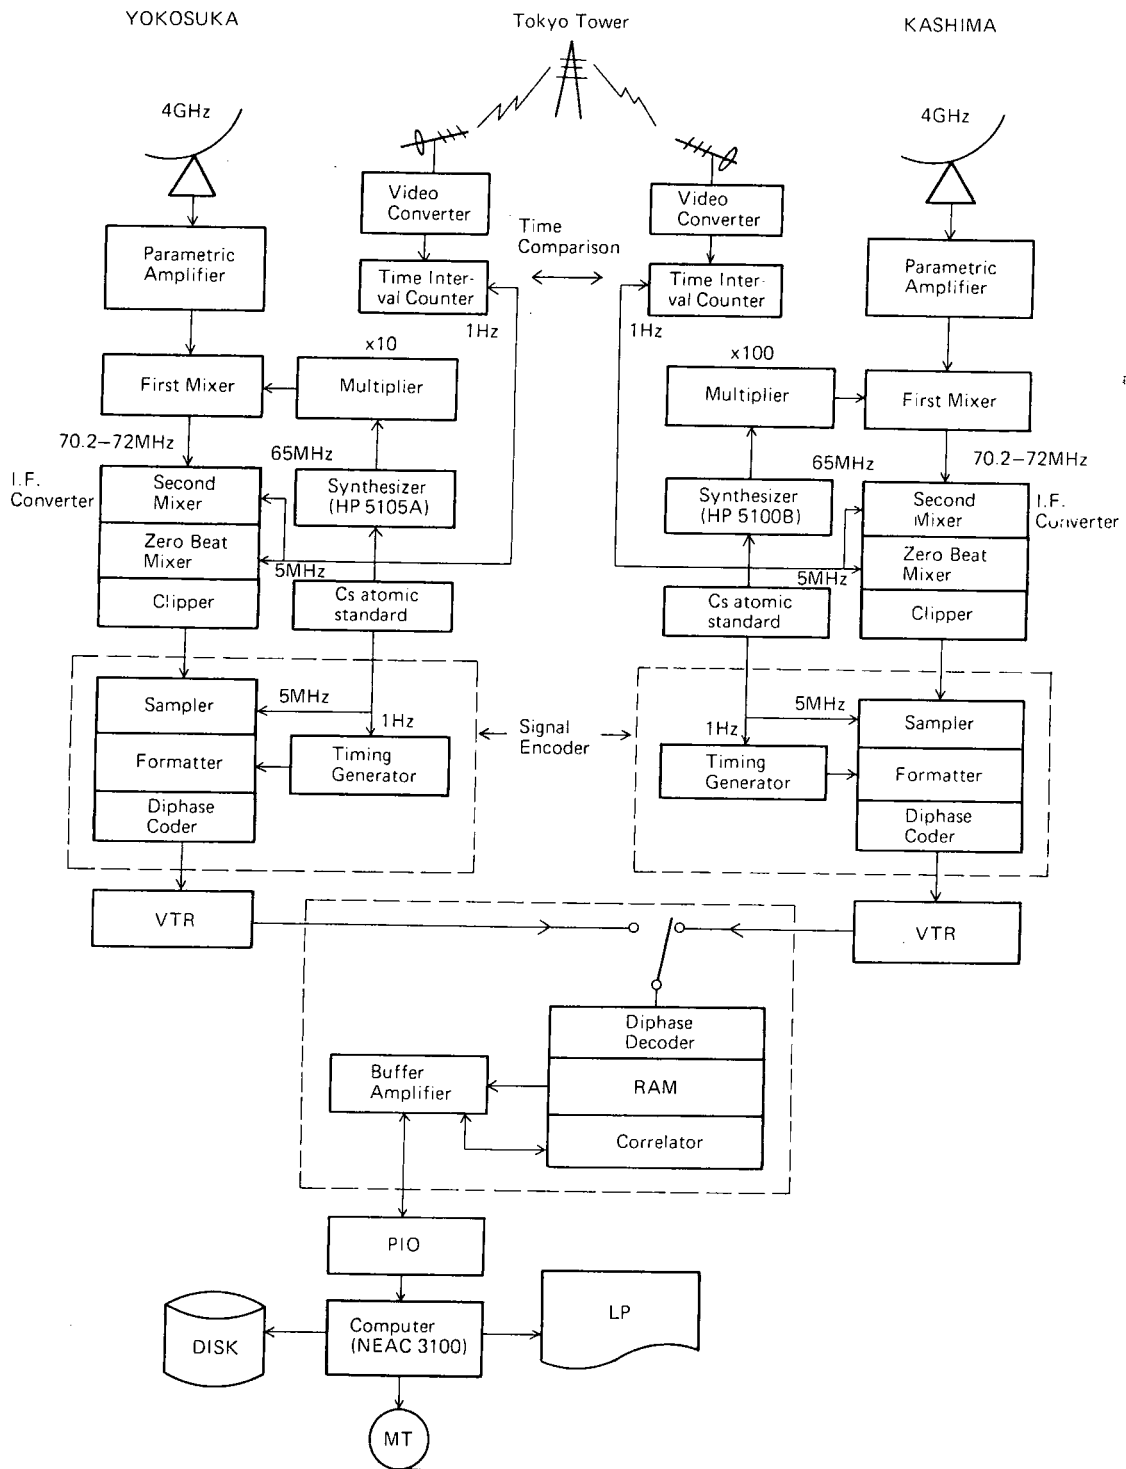 YOKOSUKA
Tokyo Tower
KASHIMA
4GHz
4GHz
Video
Converter
Video
Converter
Time
Comparison
Parametric
Amplifier
Time Inter-
val Counter
Time Inter-
val Counter
Parametric
Amplifier
1Hz
1Hz
x10
x100
First Mixer
Multiplier
Multiplier
First Mixer
70.2–72MHz
65MHz
65MHz
70.2–72MHz
I.F.
Converter
Second
Mixer
Synthesizer
(HP 5105A)
Synthesizer
(HP 5100B)
Second
Mixer
I.F.
Converter
Zero Beat
Mixer
5MHz
5MHz
Zero Beat
Mixer
Clipper
Cs atomic
standard
Cs atomic
standard
Clipper
Sampler
5MHz
1Hz
Signal
Encoder
1Hz
5MHz
Sampler
Formatter
Timing
Generator
Timing
Generator
Formatter
Diphase
Coder
Diphase
Coder
VTR
VTR
Diphase
Decoder
Buffer
Amplifier
RAM
Correlator
PIO
DISK
Computer
(NEAC 3100)
LP
MT